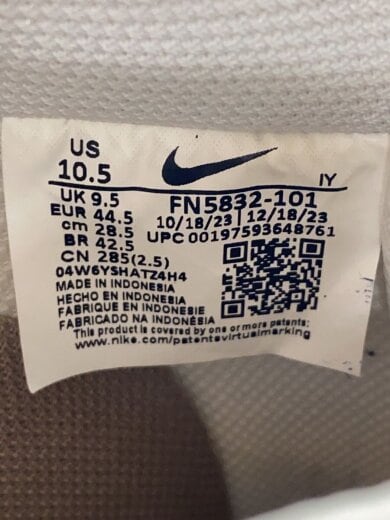 US
10.5
IY
UK 9.5
FN5832-101
EUR 44.5
10/18/23 | 12/18/23
cm 28.5
UPC 00197593648761
BR 42.5
CN 285(2.5)
04W6YSHATZ4H4
MADE IN INDONESIA
HECHO EN INDONESIA
FABRIQUE EN INDONESIE
FABRICADO NA INDONÉSIA
This product is covered by one or more patents:
www.nike.com/patentsvirtualmarking